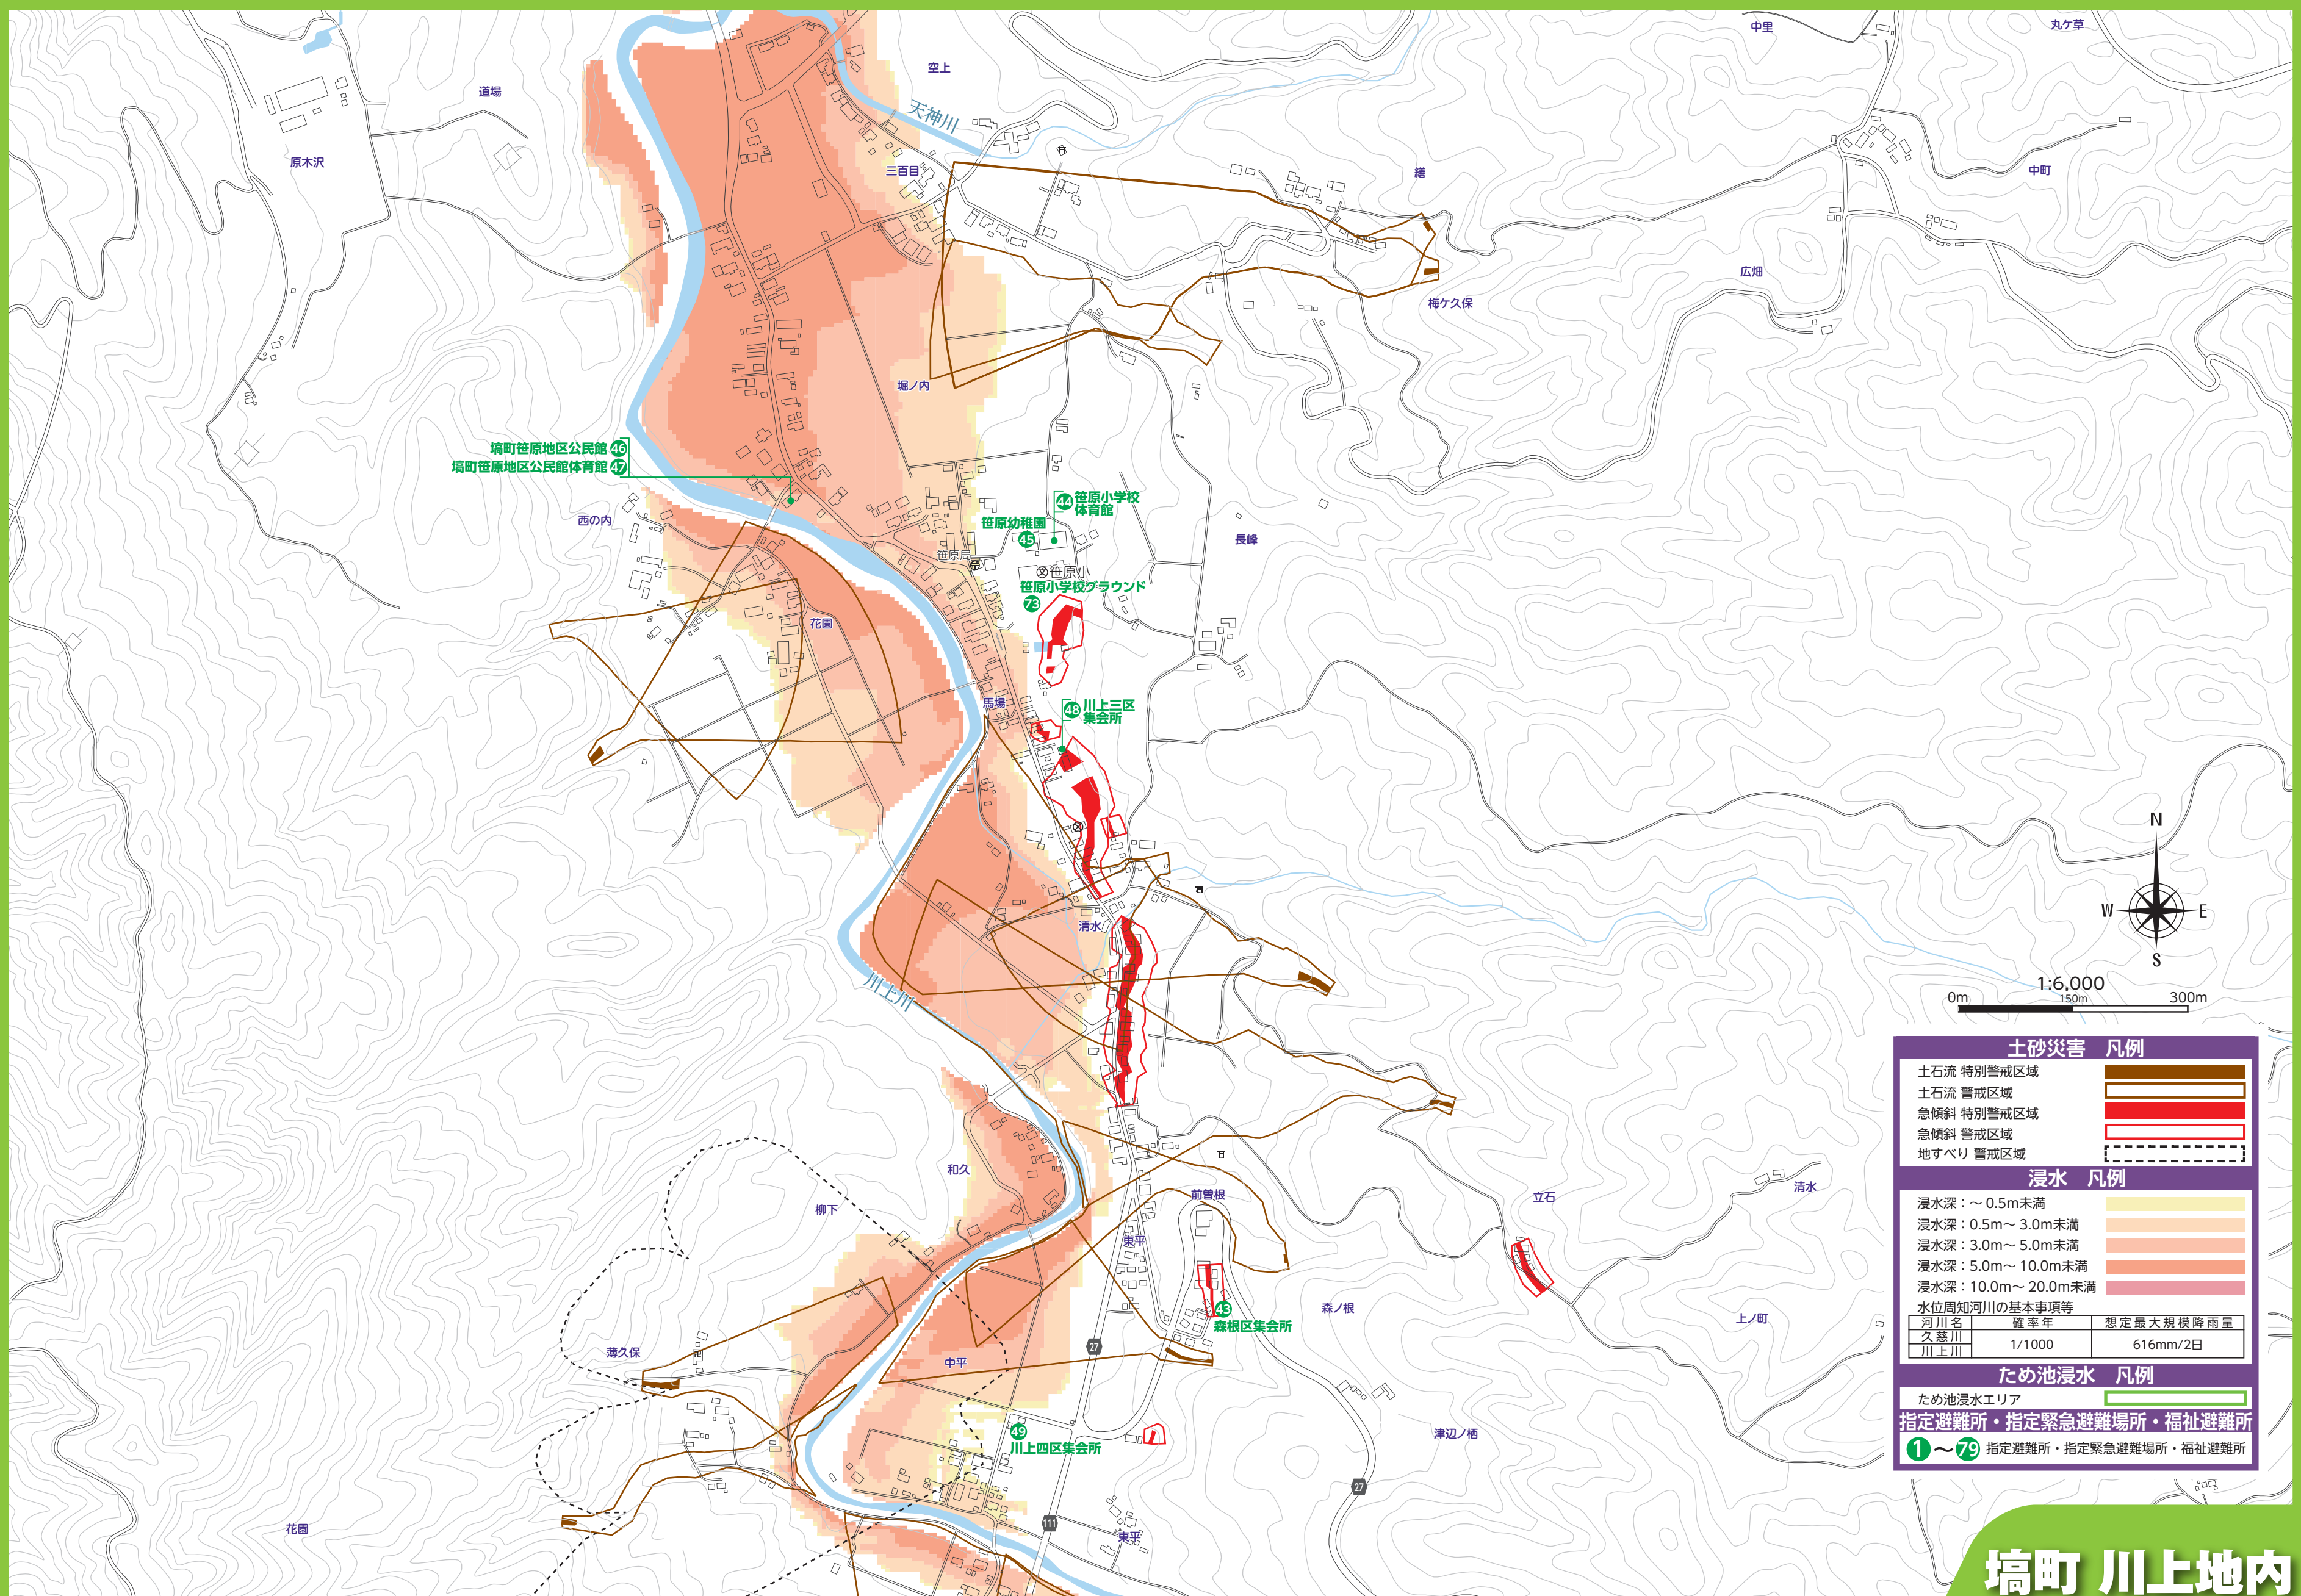 中里
丸ケ草
空上
道場
天神川
原木沢
三百目
繕
中町
広畑
梅ケ久保
堀ノ内
塙町笹原地区公民館 46
塙町笹原地区公民館体育館 47
44 笹原小学校
体育館
西の内
笹原幼稚園
45
長峰
笹原局
文 笹原小
笹原小学校グラウンド
73
花園
馬場
48 川上三区
集会所
清水
川上川
N
W
E
S
1:6,000
0m
150m
300m
和久
柳下
前曽根
立石
清水
東平
43
森根区集会所
森ノ根
上ノ町
27
薄久保
中平
49
川上四区集会所
津辺ノ栖
27
111
花園
東平
土砂災害 凡例
土石流 特別警戒区域
土石流 警戒区域
急傾斜 特別警戒区域
急傾斜 警戒区域
地すべり 警戒区域
浸水 凡例
浸水深：～ 0.5m未満
浸水深：0.5m～ 3.0m未満
浸水深：3.0m～ 5.0m未満
浸水深：5.0m～ 10.0m未満
浸水深：10.0m～ 20.0m未満
水位周知河川の基本事項等
河川名 確率年 想定最大規模降雨量
久慈川
川上川
1/1000 616mm/2日
ため池浸水 凡例
ため池浸水エリア
指定避難所・指定緊急避難場所・福祉避難所
1～79 指定避難所・指定緊急避難場所・福祉避難所
塙町 川上地内